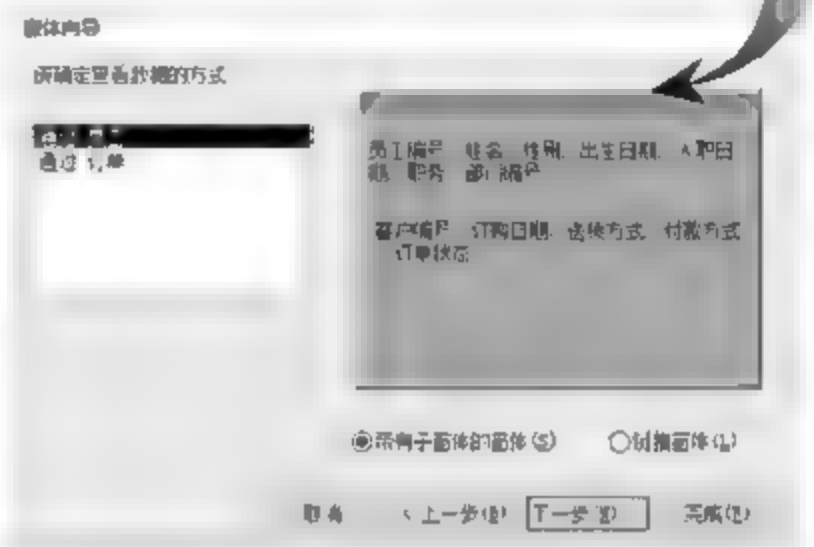 窗体向导
请确定查看数据的方式
通过 订单
员工编号 姓名 性别 出生日期 入职日
期 职务 部门编号
客户编号 订购日期 送货方式 付款方式
订单状态
带有子窗体的窗体(S)
链接窗体(L)
取消
< 上一步(B)
下一步(N)
完成(F)